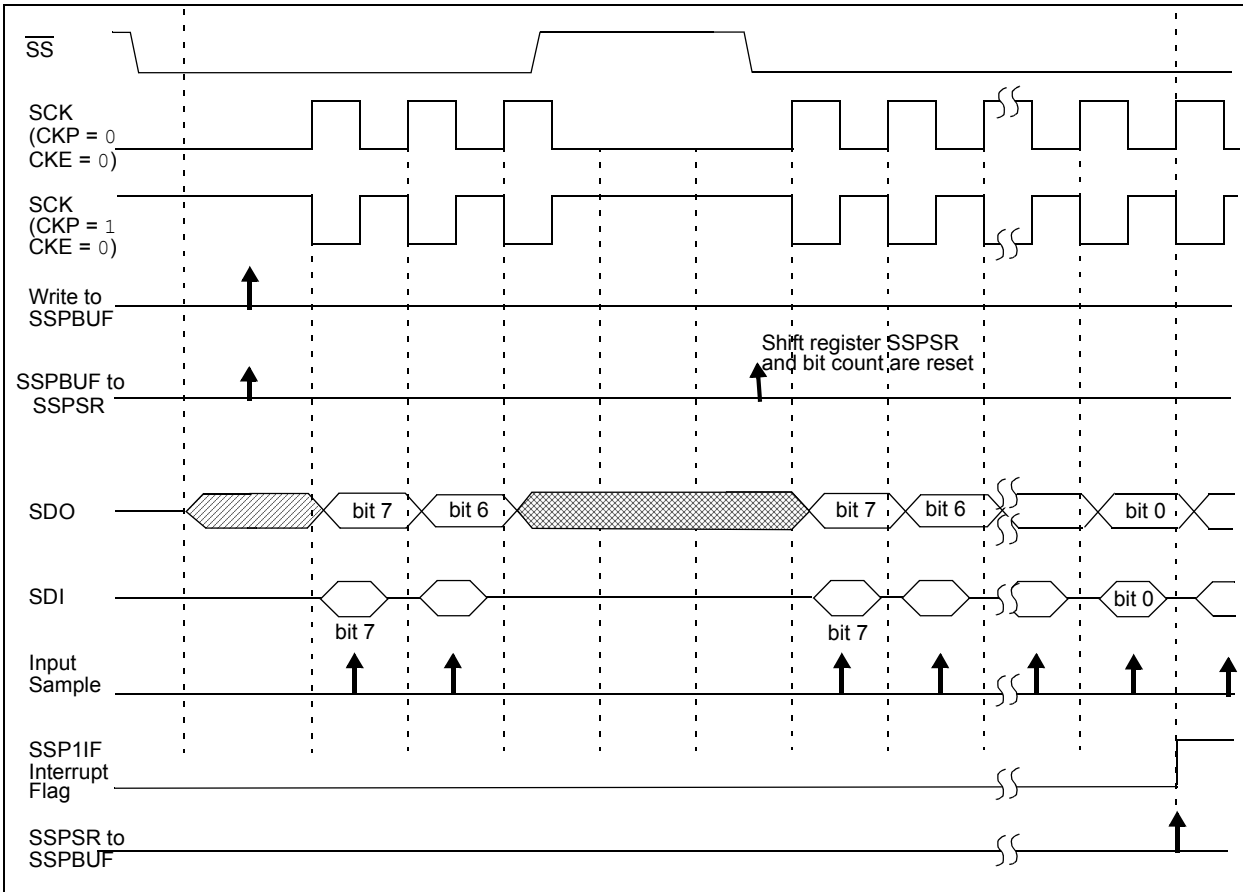 SS
SCK
(CKP = 0
CKE = 0)
SCK
(CKP = 1
CKE = 0)
Write to
SSPBUF
Shift register SSPSR
and bit count are reset
SSPBUF to
SSPSR
SDO
bit 7
bit 6
bit 7
bit 6
bit 0
SDI
bit 0
bit 7
bit 7
Input
Sample
SSP1IF
Interrupt
Flag
SSPSR to
SSPBUF